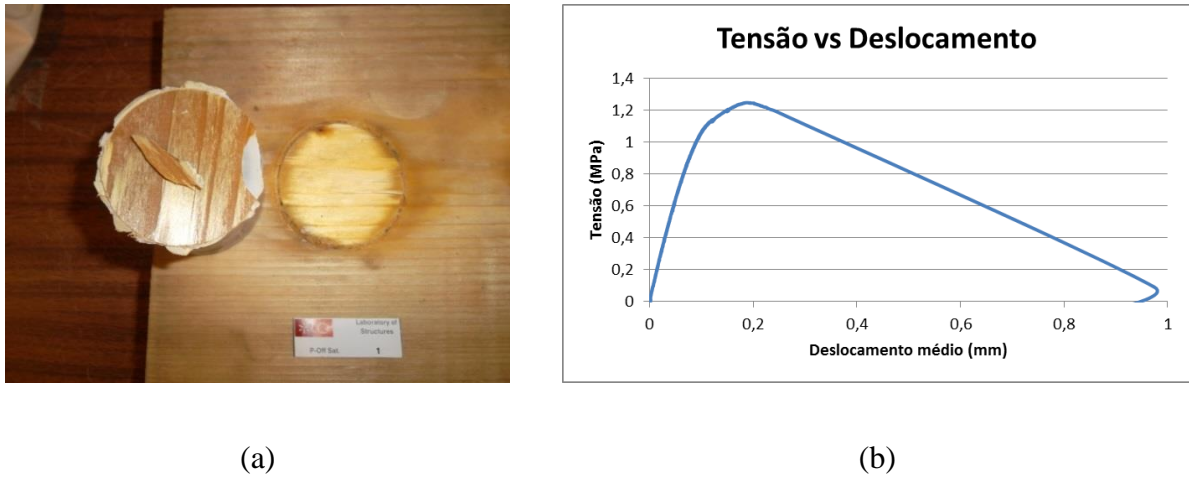 Laboratory of
Structures
P-Off Sat. 1
Tensão vs Deslocamento
Tensão (MPa)
1,4
1,2
1
0,8
0,6
0,4
0,2
0
0 0,2 0,4 0,6 0,8 1
Deslocamento médio (mm)
(a) (b)